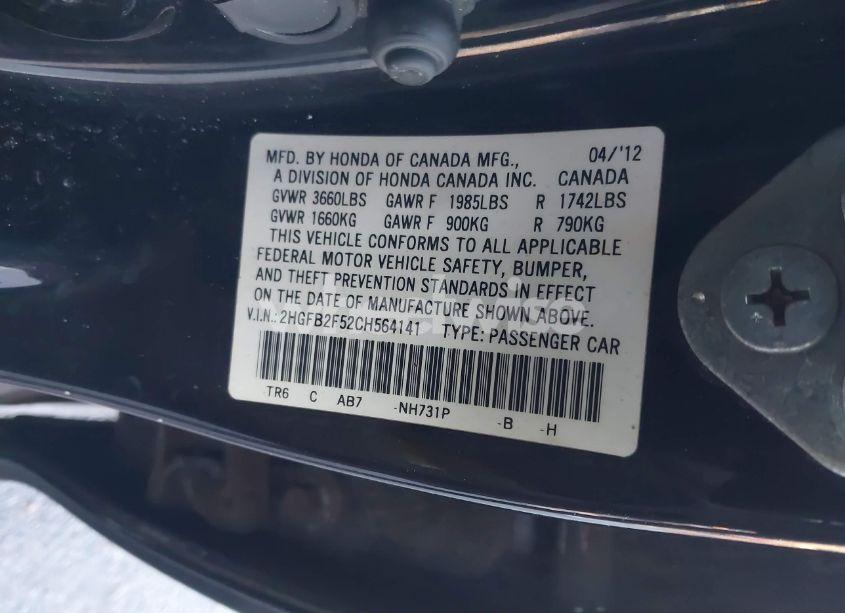 MFD. BY HONDA OF CANADA MFG., 04/'12
A DIVISION OF HONDA CANADA INC. CANADA
GVWR 3660LBS GAWR F 1985LBS R 1742LBS
GVWR 1660KG GAWR F 900KG R 790KG
THIS VEHICLE CONFORMS TO ALL APPLICABLE
FEDERAL MOTOR VEHICLE SAFETY, BUMPER,
AND THEFT PREVENTION STANDARDS IN EFFECT
ON THE DATE OF MANUFACTURE SHOWN ABOVE.
V.I.N.: 2HGFB2F52CH564141 TYPE: PASSENGER CAR
TR6 C AB7 -NH731P -B -H